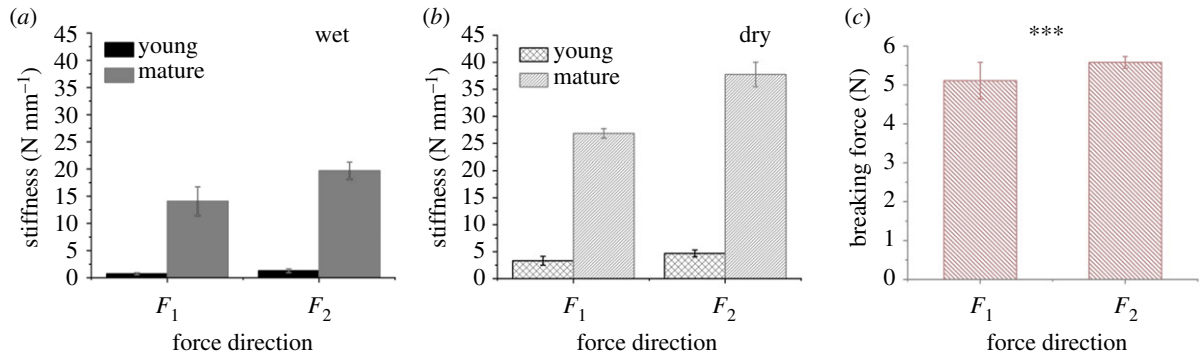 (a)
wet
young
mature
stiffness (N mm⁻¹)
45
40
35
30
25
20
15
10
5
0
F₁
F₂
force direction
(b)
dry
young
mature
stiffness (N mm⁻¹)
45
40
35
30
25
20
15
10
5
0
F₁
F₂
force direction
(c)
***
breaking force (N)
6
5
4
3
2
1
0
F₁
F₂
force direction